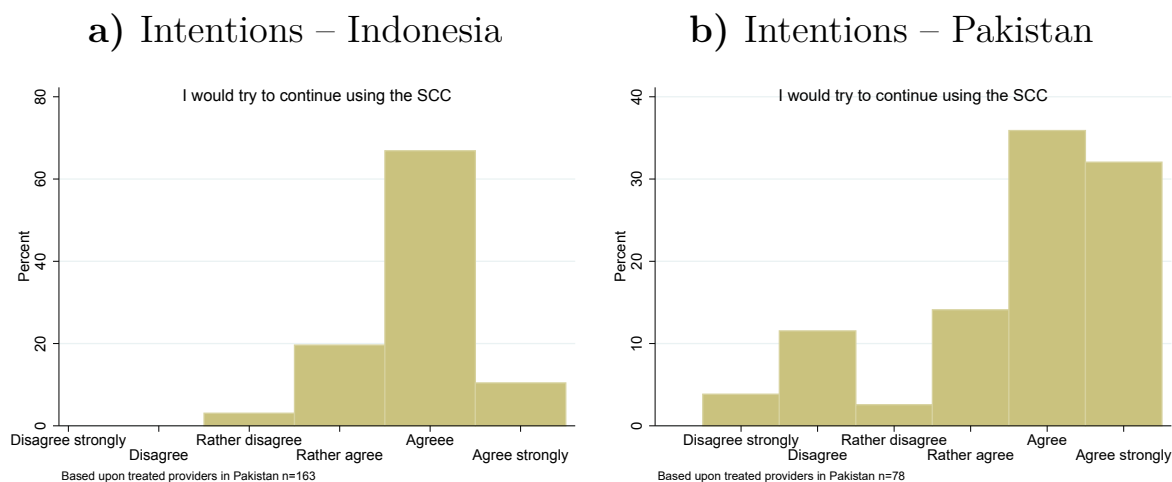 a) Intentions – Indonesia
I would try to continue using the SCC
80
60
40
20
0
Percent
Disagree strongly
Disagree
Rather disagree
Rather agree
Agreee
Agree strongly
Based upon treated providers in Pakistan n=163
b) Intentions – Pakistan
I would try to continue using the SCC
40
30
20
10
0
Percent
Disagree strongly
Disagree
Rather disagree
Rather agree
Agree
Agree strongly
Based upon treated providers in Pakistan n=78